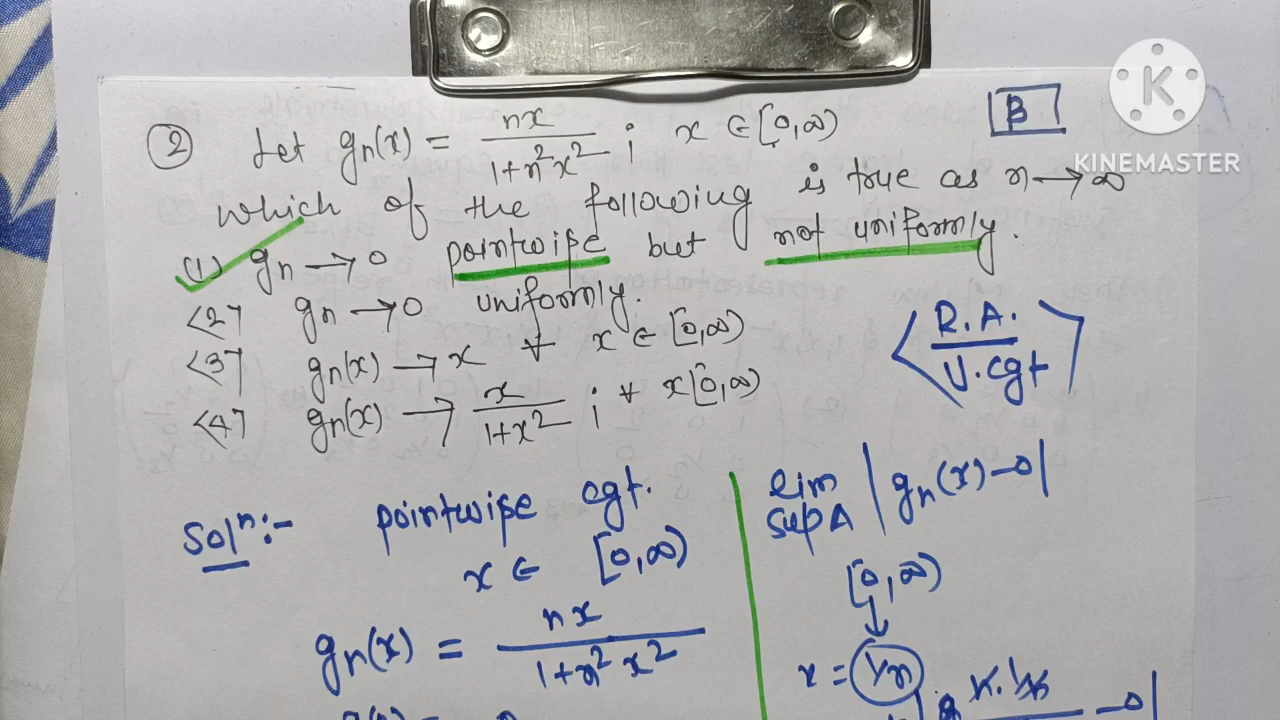 ② Let gn(x) = nx / 1+n²x² ; x ∈ [0,∞)
B
KINEMASTER
which of the following is true as n→∞
(1) gn → 0 pointwise but not uniformly.
<2> gn → 0 uniformly.
<3> gn(x) → x ∀ x ∈ [0,∞)
<4> gn(x) → x / 1+x² ; ∀ x[0,∞)
<R.A. / U.cgt>
Solⁿ:- pointwise cgt.
x ∈ [0,∞)
gn(x) = nx / 1+n²x²
lim sup A |gn(x)-0|
[0,∞)
↓
x = 1/n
-0|